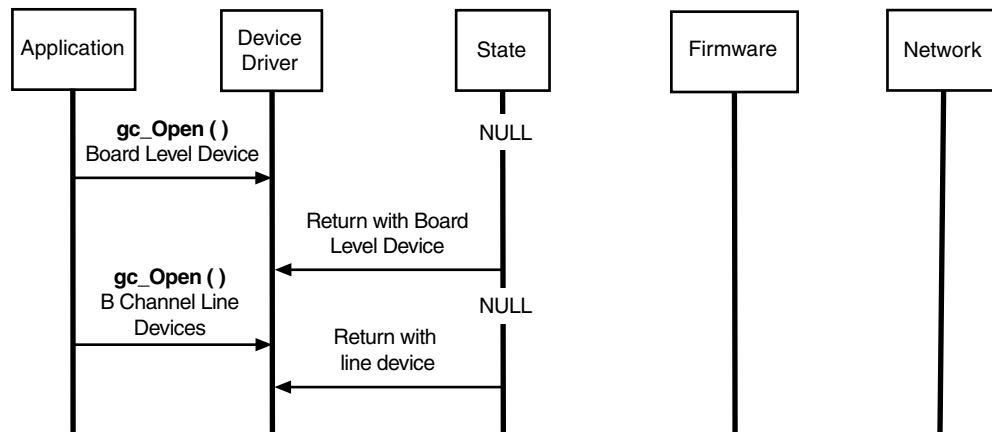 Application
Device
Driver
State
Firmware
Network
gc_Open ( )
Board Level Device
NULL
Return with Board
Level Device
gc_Open ( )
B Channel Line
Devices
NULL
Return with
line device